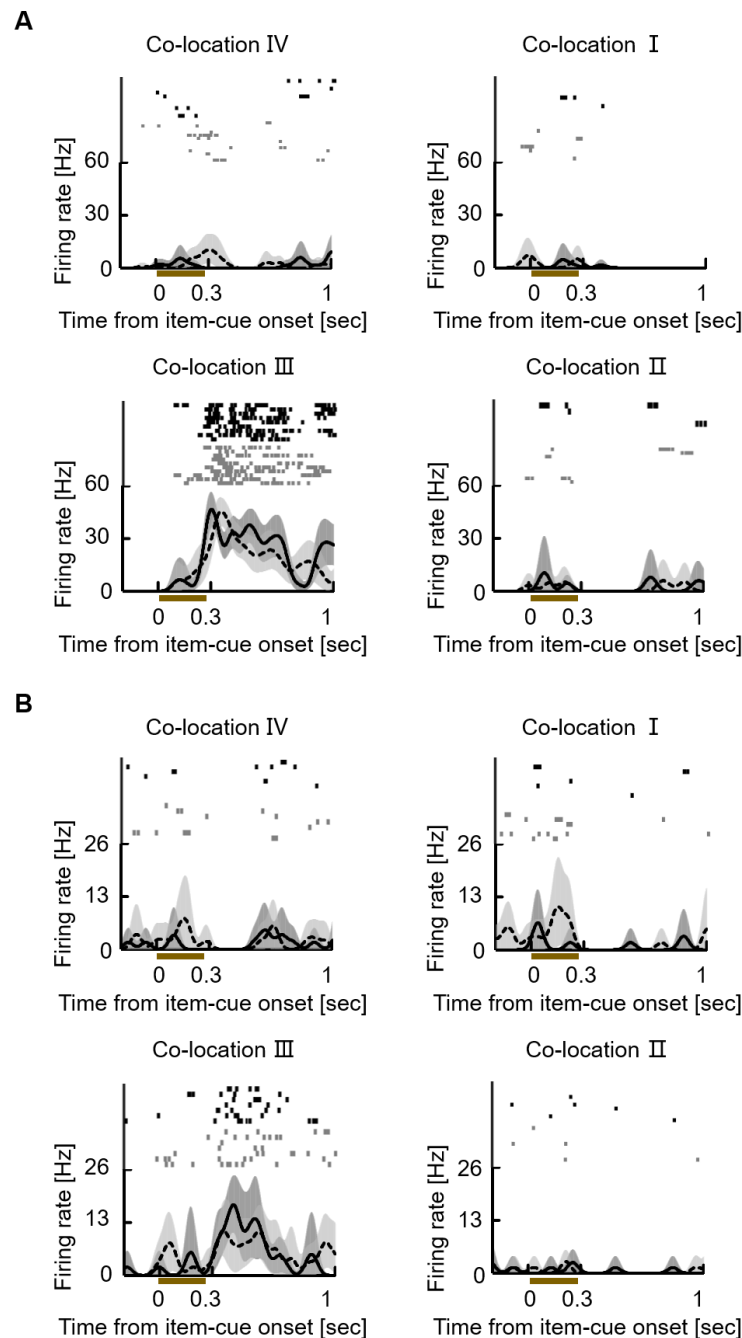 A
Co-location Ⅳ
Firing rate [Hz]
60
30
0
0 0.3 1
Time from item-cue onset [sec]
Co-location Ⅰ
Firing rate [Hz]
60
30
0
0 0.3 1
Time from item-cue onset [sec]
Co-location Ⅲ
Firing rate [Hz]
60
30
0
0 0.3 1
Time from item-cue onset [sec]
Co-location Ⅱ
Firing rate [Hz]
60
30
0
0 0.3 1
Time from item-cue onset [sec]
B
Co-location Ⅳ
Firing rate [Hz]
26
13
0
0 0.3 1
Time from item-cue onset [sec]
Co-location Ⅰ
Firing rate [Hz]
26
13
0
0 0.3 1
Time from item-cue onset [sec]
Co-location Ⅲ
Firing rate [Hz]
26
13
0
0 0.3 1
Time from item-cue onset [sec]
Co-location Ⅱ
Firing rate [Hz]
26
13
0
0 0.3 1
Time from item-cue onset [sec]